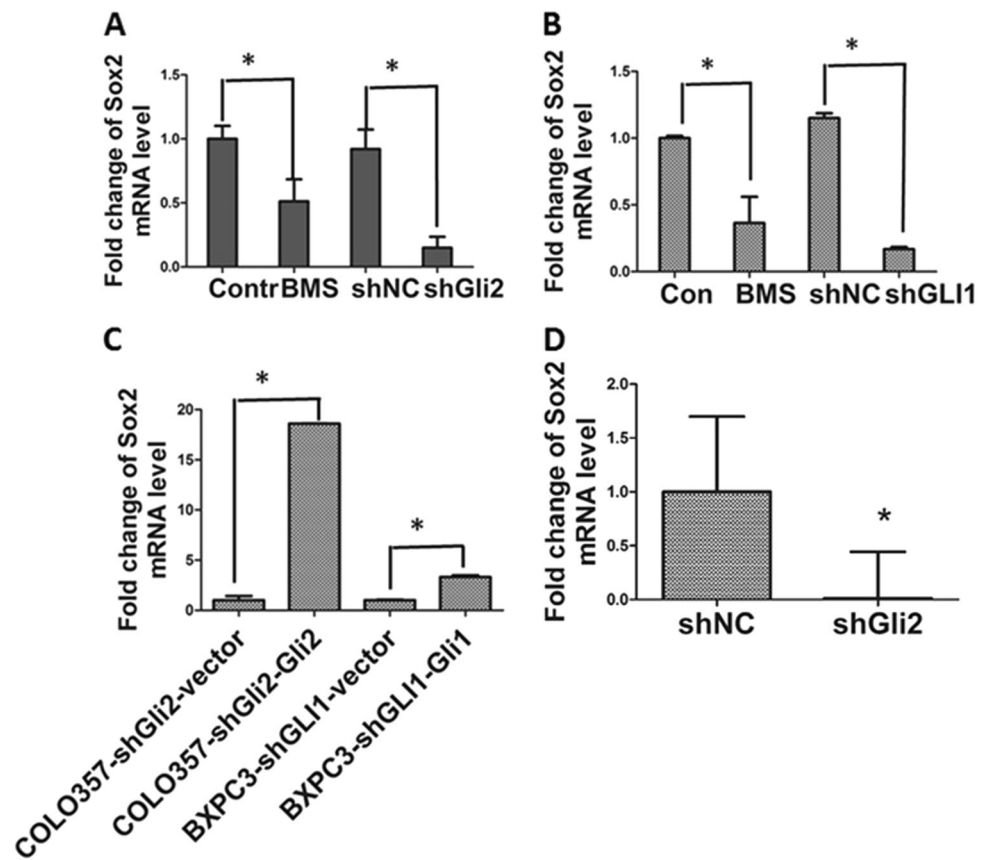 A
Fold change of Sox2
mRNA level
1.5
1.0
0.5
0.0
*
*
ContrBMS shNC shGli2
B
Fold change of Sox2
mRNA level
1.5
1.0
0.5
0.0
*
*
Con BMS shNC shGLI1
C
Fold change of Sox2
mRNA level
20
15
10
5
0
*
*
COLO357-shGli2-vector
COLO357-shGli2-Gli2
BXPC3-shGLI1-vector
BXPC3-shGLI1-Gli1
D
Fold change of Sox2
mRNA level
2.0
1.5
1.0
0.5
0.0
*
shNC shGli2